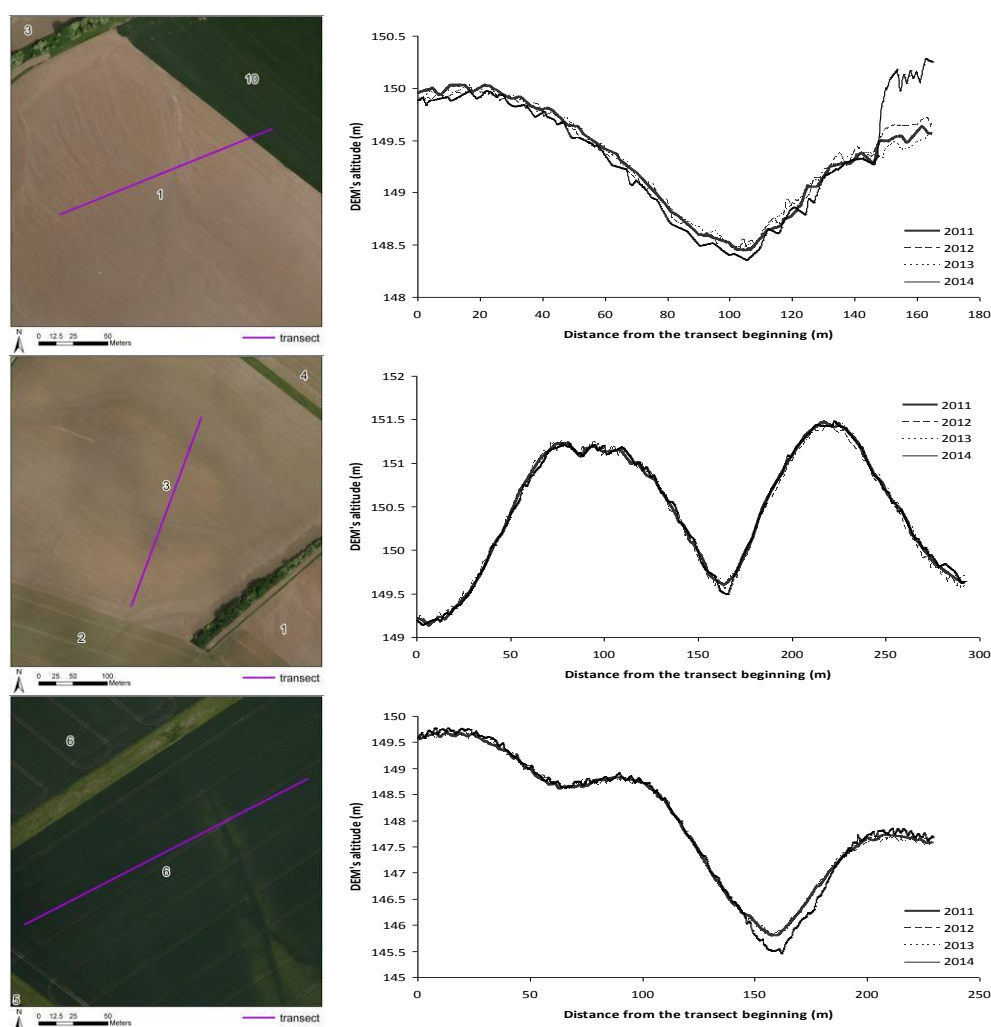 3
10
1
N
0 12.5 25 50
Meters
transect
150.5
150
149.5
149
148.5
148
DEM's altitude (m)
0 20 40 60 80 100 120 140 160 180
Distance from the transect beginning (m)
2011
2012
2013
2014
4
3
2
1
N
0 25 50 100
Meters
transect
152
151.5
151
150.5
150
149.5
149
DEM's altitude (m)
0 50 100 150 200 250 300
Distance from the transect beginning (m)
2011
2012
2013
2014
6
6
5
N
0 12.5 25 50
Meters
transect
150
149.5
149
148.5
148
147.5
147
146.5
146
145.5
145
DEM's altitude (m)
0 50 100 150 200 250
Distance from the transect beginning (m)
2011
2012
2013
2014